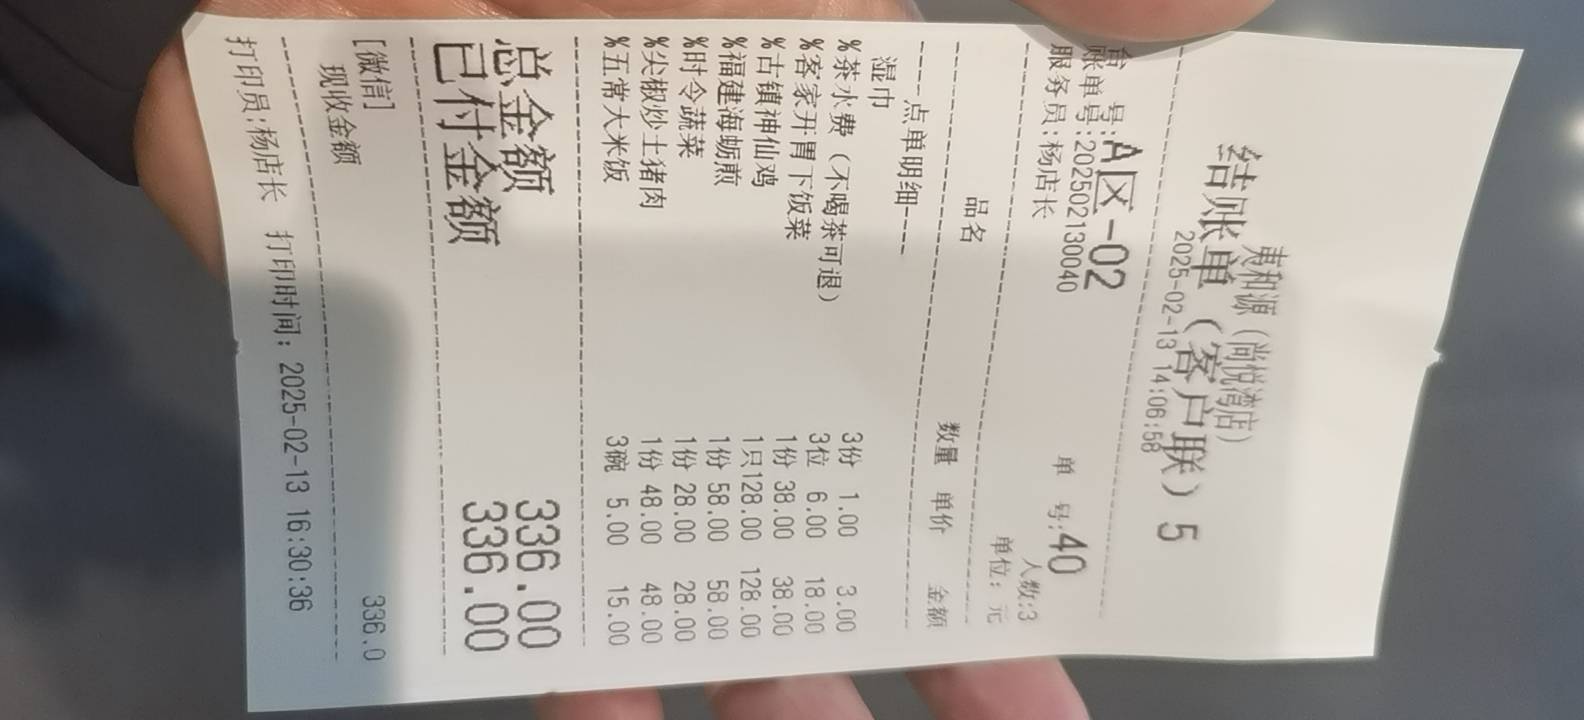 惠和源（尚悦湾店）
结账单（客户联）5
2025-02-13 14:06:58
台 号:A区-02 单 号:40
账单号:202502130040 人数:3
服务员:杨店长 单位: 元
品名 数量 单价 金额
----点单明细----
湿巾 3份 1.00 3.00
%茶水费（不喝茶可退） 3位 6.00 18.00
%客家开胃下饭菜 1份 38.00 38.00
%古镇神仙鸡 1只 128.00 128.00
%福建海蛎煎 1份 58.00 58.00
%时令蔬菜 1份 28.00 28.00
%尖椒炒土猪肉 1份 48.00 48.00
%五常大米饭 3碗 5.00 15.00
总金额 336.00
已付金额 336.00
[微信] 336.0
现收金额
打印员:杨店长 打印时间: 2025-02-13 16:30:36